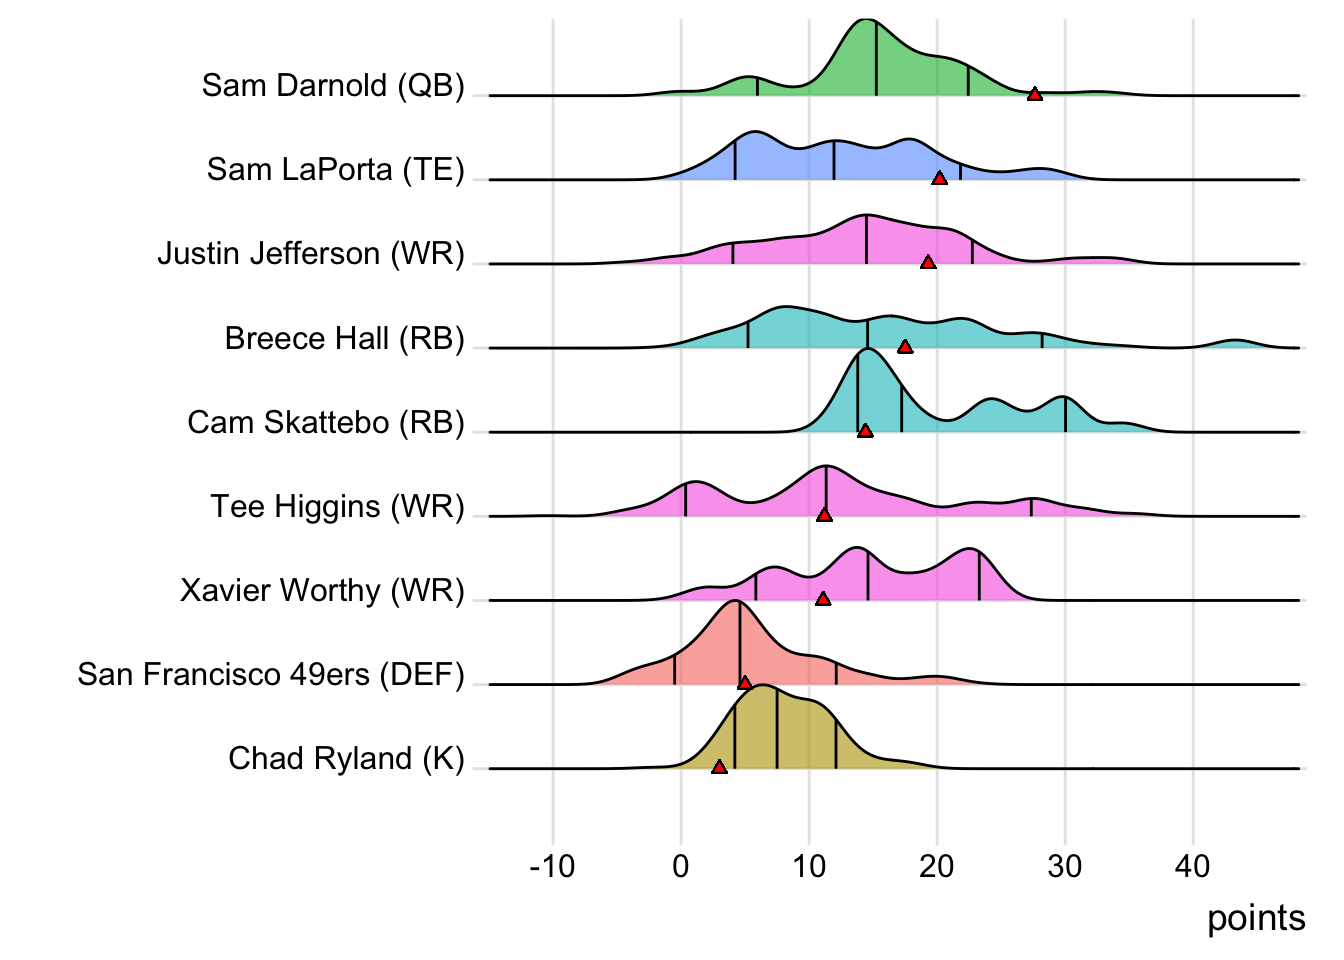 Sam Darnold (QB)
Sam LaPorta (TE)
Justin Jefferson (WR)
Breece Hall (RB)
Cam Skattebo (RB)
Tee Higgins (WR)
Xavier Worthy (WR)
San Francisco 49ers (DEF)
Chad Ryland (K)
-10 0 10 20 30 40
points